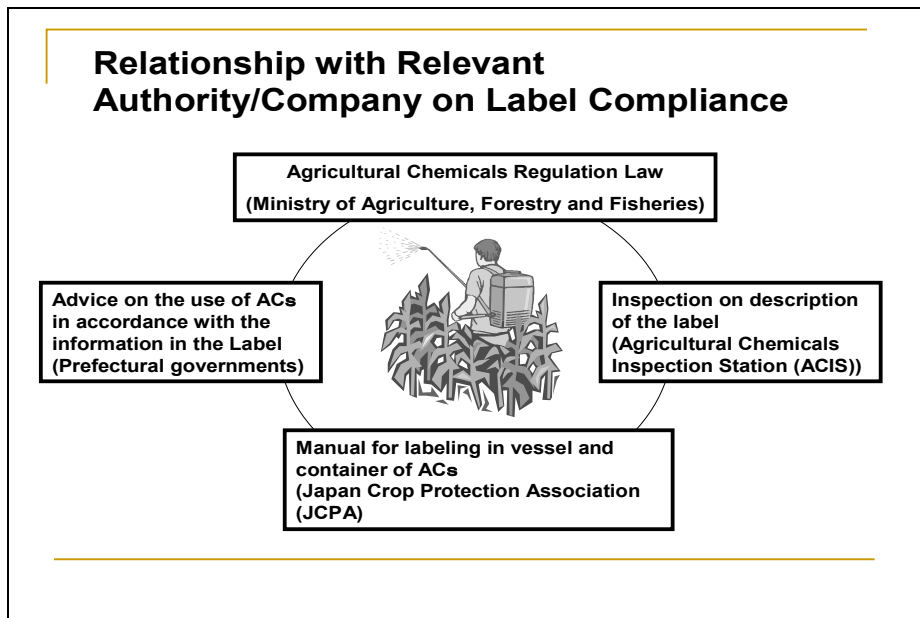 Relationship with Relevant
Authority/Company on Label Compliance
Agricultural Chemicals Regulation Law
(Ministry of Agriculture, Forestry and Fisheries)
Advice on the use of ACs
in accordance with the
information in the Label
(Prefectural governments)
Inspection on description
of the label
(Agricultural Chemicals
Inspection Station (ACIS))
Manual for labeling in vessel and
container of ACs
(Japan Crop Protection Association
(JCPA)